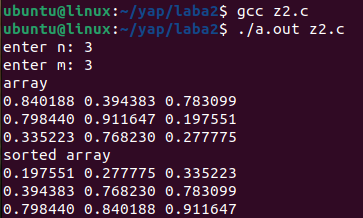 ubuntu@linux:~/yap/laba2$ gcc z2.c
ubuntu@linux:~/yap/laba2$ ./a.out z2.c
enter n: 3
enter m: 3
array
0.840188 0.394383 0.783099
0.798440 0.911647 0.197551
0.335223 0.768230 0.277775
sorted array
0.197551 0.277775 0.335223
0.394383 0.768230 0.783099
0.798440 0.840188 0.911647